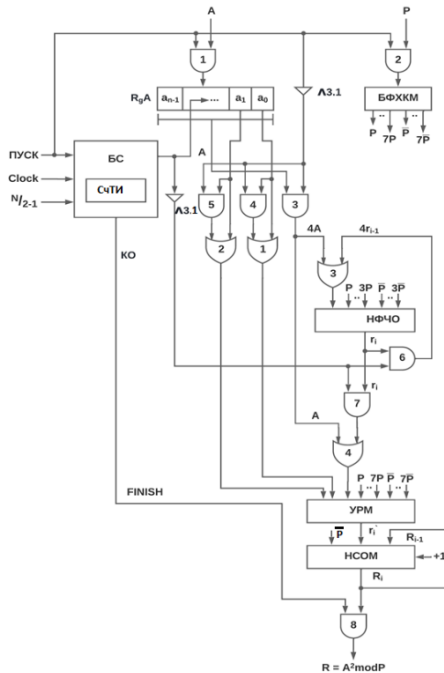 A
P
1
2
RgA
an-1
...
a1
a0
Λ3.1
БФХКМ
P .. 7P P̅ .. 7P̅
ПУСК
БС
Clock
СчТИ
N/2-1
A
Λ3.1
5
4
3
КО
2
1
4A
4ri-1
3
P .. 3P P̅ .. 3P̅
НФЧО
ri
6
ri
7
A
4
FINISH
P .. 7P P̅ .. 7P̅
УРМ
P̅
ri`
Ri-1
НСОМ
+1
Ri
8
R = A²modP